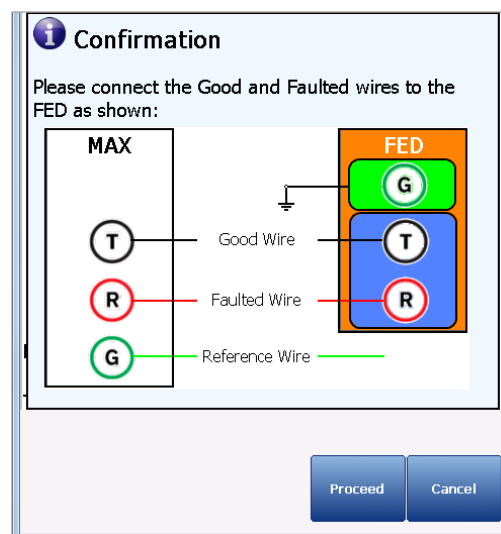 Confirmation
Please connect the Good and Faulted wires to the
FED as shown:
MAX
FED
G
T
Good Wire
T
R
Faulted Wire
R
G
Reference Wire
Proceed
Cancel